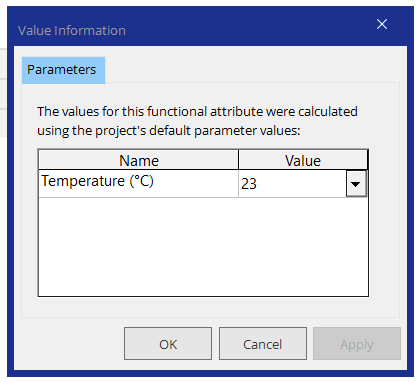 Value Information
Parameters
The values for this functional attribute were calculated
using the project's default parameter values:
Name Value
Temperature (°C) 23
OK Cancel Apply